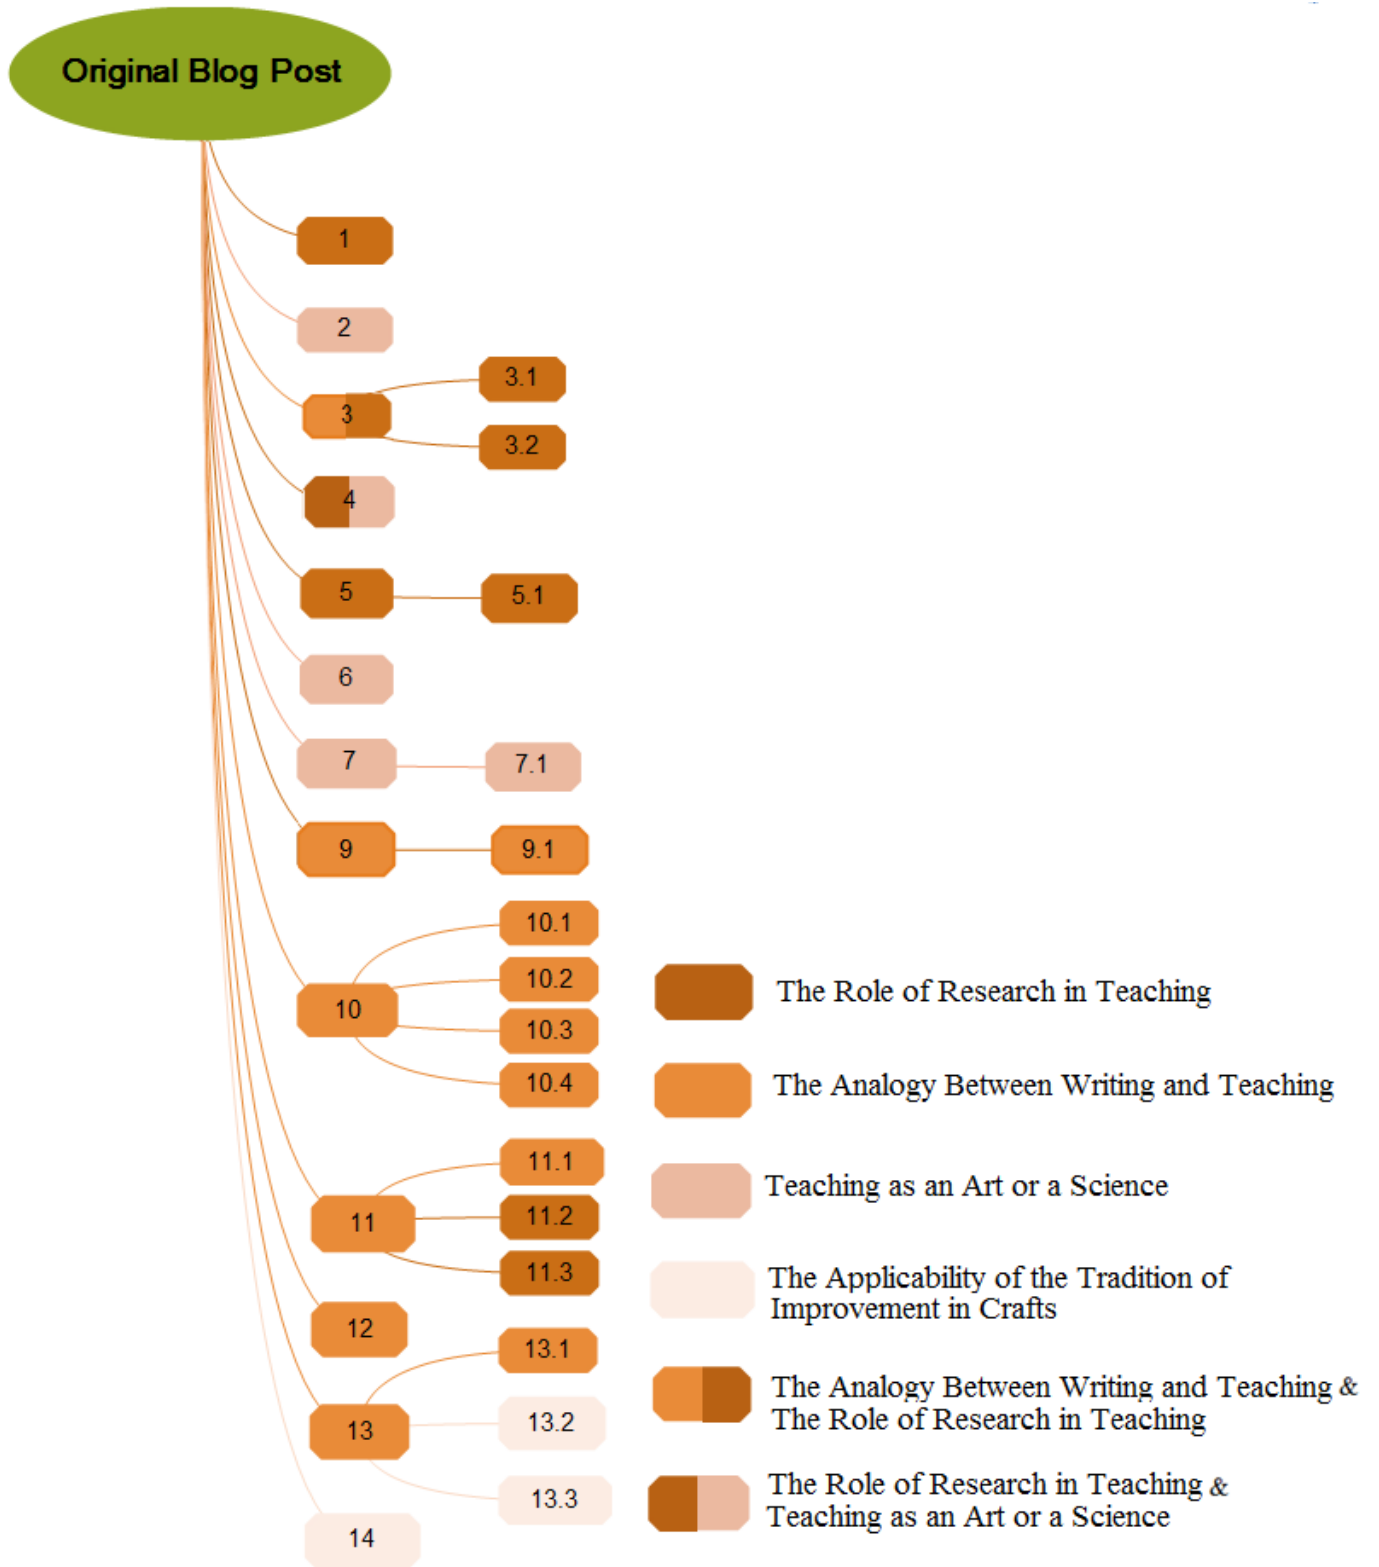 Original Blog Post
1
2
3
3.1
3.2
4
5
5.1
6
7
7.1
9
9.1
10
10.1
10.2
10.3
10.4
11
11.1
11.2
11.3
12
13
13.1
13.2
13.3
14
The Role of Research in Teaching
The Analogy Between Writing and Teaching
Teaching as an Art or a Science
The Applicability of the Tradition of
Improvement in Crafts
The Analogy Between Writing and Teaching &
The Role of Research in Teaching
The Role of Research in Teaching &
Teaching as an Art or a Science